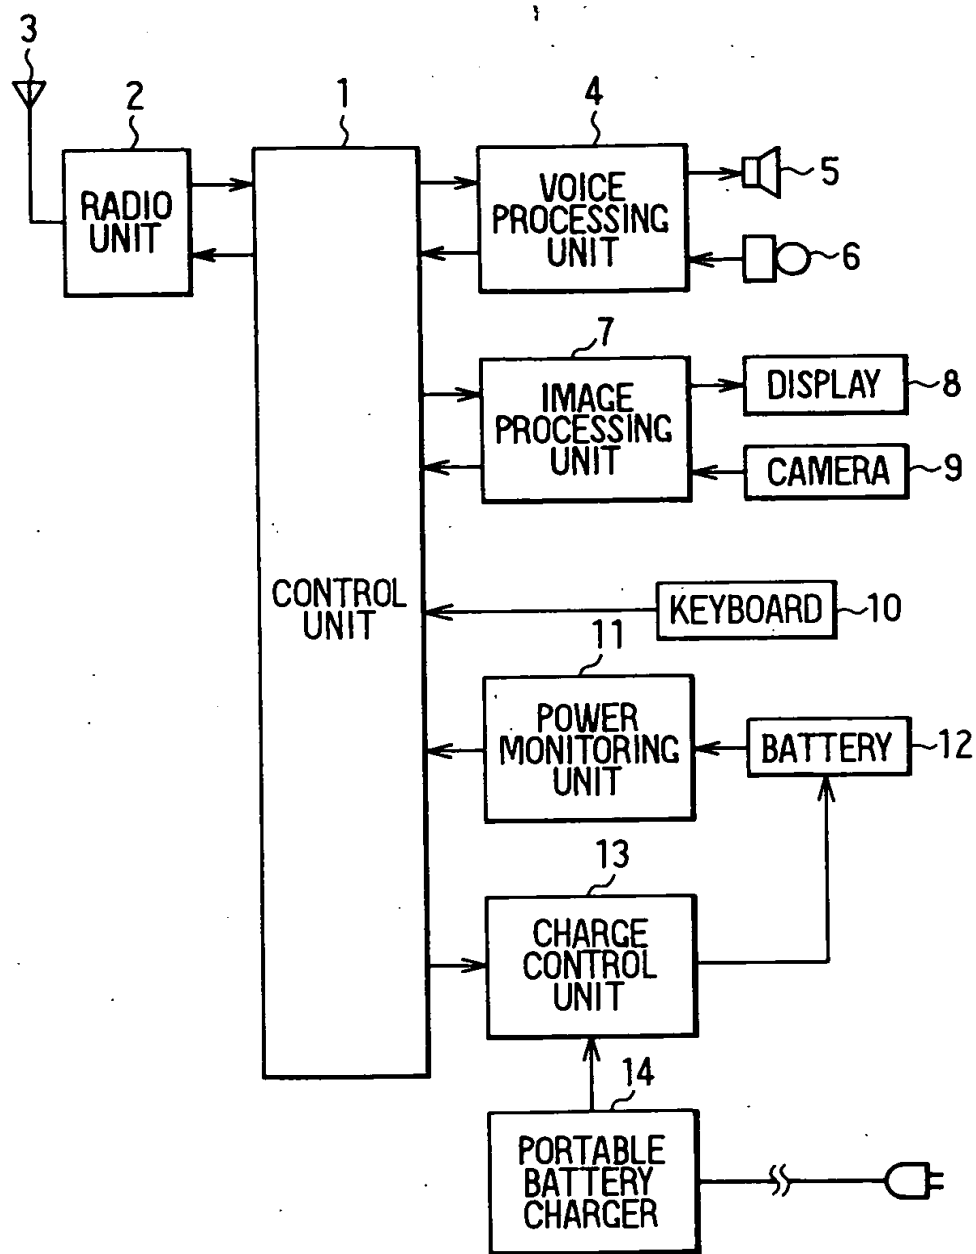 3
2
1
4
RADIO
UNIT
VOICE
PROCESSING
UNIT
5
6
7
IMAGE
PROCESSING
UNIT
DISPLAY
8
CAMERA
9
CONTROL
UNIT
KEYBOARD
10
11
POWER
MONITORING
UNIT
BATTERY
12
13
CHARGE
CONTROL
UNIT
14
PORTABLE
BATTERY
CHARGER